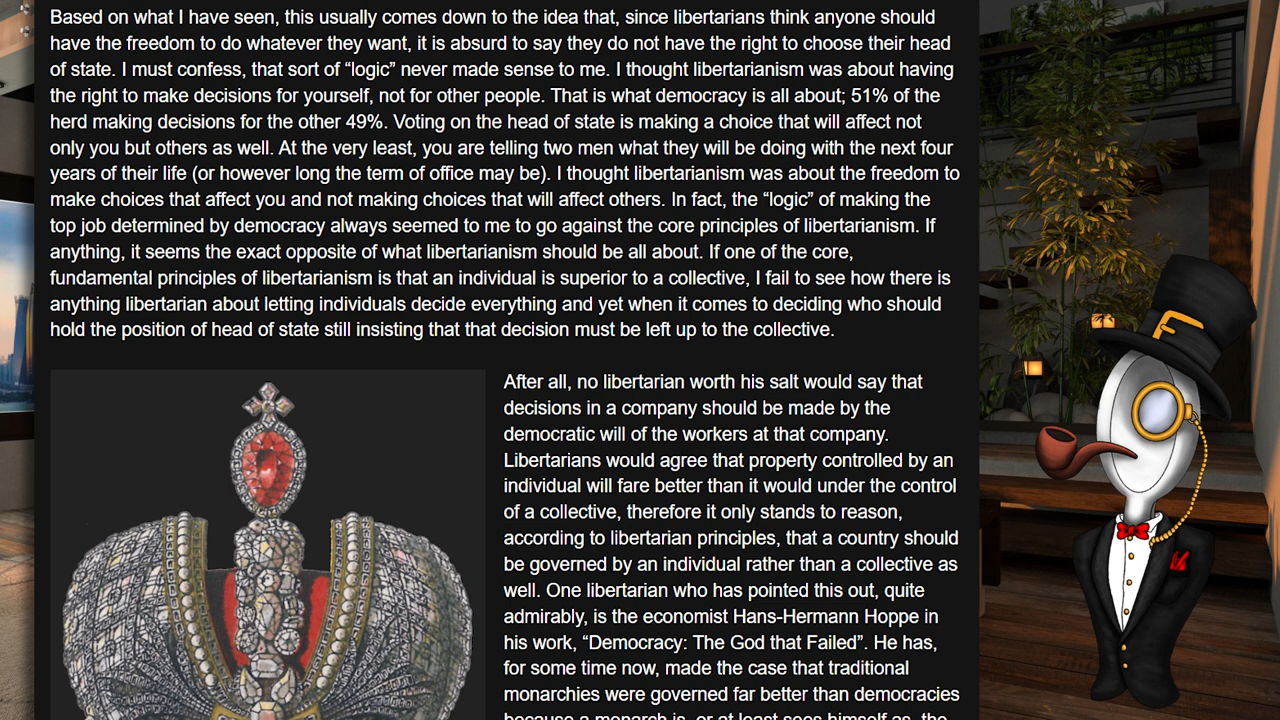 Based on what I have seen, this usually comes down to the idea that, since libertarians think anyone should
have the freedom to do whatever they want, it is absurd to say they do not have the right to choose their head
of state. I must confess, that sort of “logic” never made sense to me. I thought libertarianism was about having
the right to make decisions for yourself, not for other people. That is what democracy is all about; 51% of the
herd making decisions for the other 49%. Voting on the head of state is making a choice that will affect not
only you but others as well. At the very least, you are telling two men what they will be doing with the next four
years of their life (or however long the term of office may be). I thought libertarianism was about the freedom to
make choices that affect you and not making choices that will affect others. In fact, the “logic” of making the
top job determined by democracy always seemed to me to go against the core principles of libertarianism. If
anything, it seems the exact opposite of what libertarianism should be all about. If one of the core,
fundamental principles of libertarianism is that an individual is superior to a collective, I fail to see how there is
anything libertarian about letting individuals decide everything and yet when it comes to deciding who should
hold the position of head of state still insisting that that decision must be left up to the collective.
After all, no libertarian worth his salt would say that
decisions in a company should be made by the
democratic will of the workers at that company.
Libertarians would agree that property controlled by an
individual will fare better than it would under the control
of a collective, therefore it only stands to reason,
according to libertarian principles, that a country should
be governed by an individual rather than a collective as
well. One libertarian who has pointed this out, quite
admirably, is the economist Hans-Hermann Hoppe in
his work, “Democracy: The God that Failed”. He has,
for some time now, made the case that traditional
monarchies were governed far better than democracies
because a monarch is, or at least sees himself as, the
F